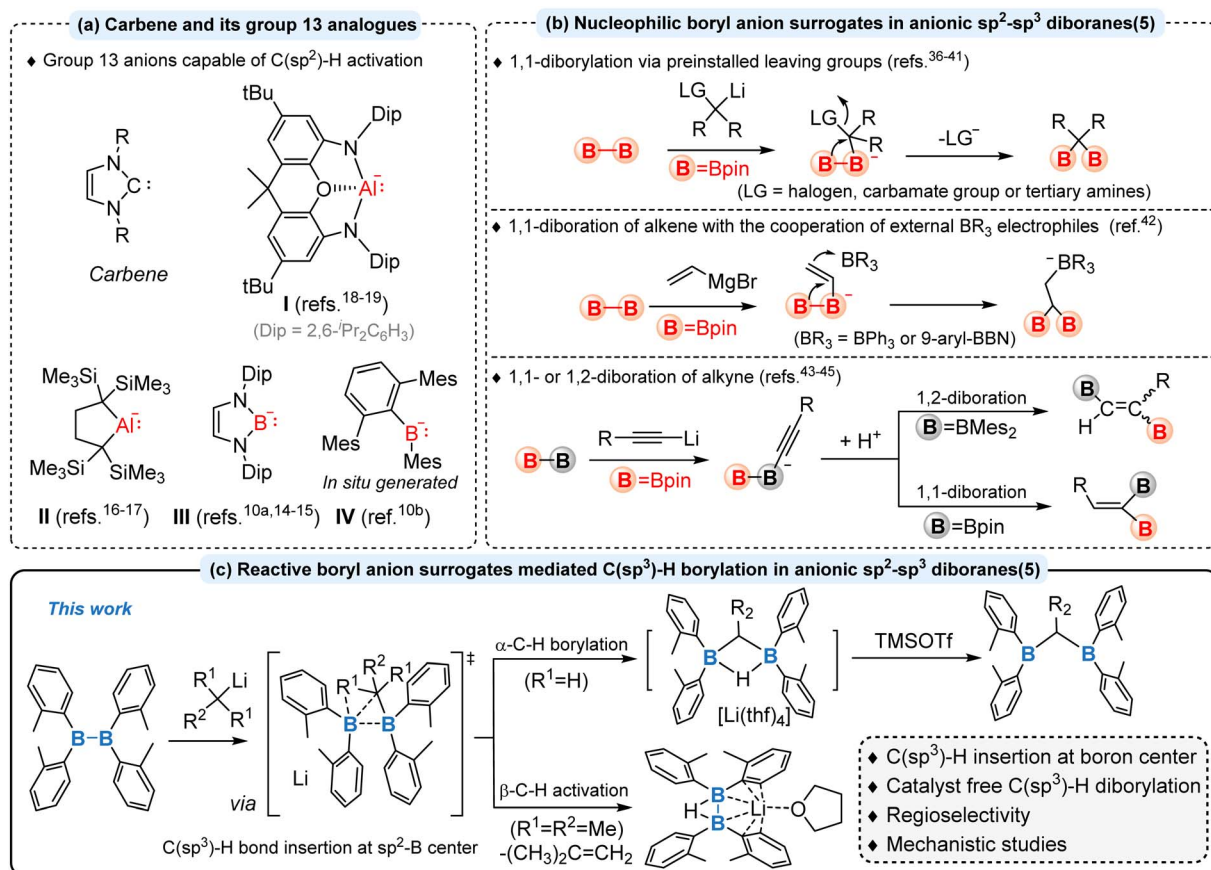 (a) Carbene and its group 13 analogues
♦ Group 13 anions capable of C(sp²)-H activation
R
N
C:
N
R
Carbene
tBu
Dip
N
O
Al⁻:
N
Dip
tBu
I (refs.¹⁸⁻¹⁹)
(Dip = 2,6-ⁱPr₂C₆H₃)
Me₃Si
SiMe₃
Al⁻:
Me₃Si
SiMe₃
II (refs.¹⁶⁻¹⁷)
Dip
N
B⁻:
N
Dip
III (refs.¹⁰ᵃ,¹⁴⁻¹⁵)
Mes
B⁻:
Mes
Mes
In situ generated
IV (ref.¹⁰ᵇ)
(b) Nucleophilic boryl anion surrogates in anionic sp²-sp³ diboranes(5)
♦ 1,1-diborylation via preinstalled leaving groups (refs.³⁶⁻⁴¹)
B B
LG Li
R R
B=Bpin
LG R
R
B B⁻
-LG⁻
R R
B B
(LG = halogen, carbamate group or tertiary amines)
♦ 1,1-diboration of alkene with the cooperation of external BR₃ electrophiles (ref.⁴²)
B B
MgBr
B=Bpin
BR₃
B B⁻
(BR₃ = BPh₃ or 9-aryl-BBN)
⁻BR₃
B B
♦ 1,1- or 1,2-diboration of alkyne (refs.⁴³⁻⁴⁵)
B B
R Li
B=Bpin
R
B B⁻
+ H⁺
1,2-diboration
B=BMes₂
B R
C=C
H B
1,1-diboration
B=Bpin
R B
B
(c) Reactive boryl anion surrogates mediated C(sp³)-H borylation in anionic sp²-sp³ diboranes(5)
This work
B-B
Li
R² R¹
R¹
via
R¹ R² R¹
B B
Li
‡
C(sp³)-H bond insertion at sp²-B center
α-C-H borylation
(R¹=H)
R₂
B B
H
[Li(thf)₄]
TMSOTf
R₂
B B
β-C-H activation
(R¹=R²=Me)
-(CH₃)₂C=CH₂
B
H Li O
B
♦ C(sp³)-H insertion at boron center
♦ Catalyst free C(sp³)-H diborylation
♦ Regioselectivity
♦ Mechanistic studies